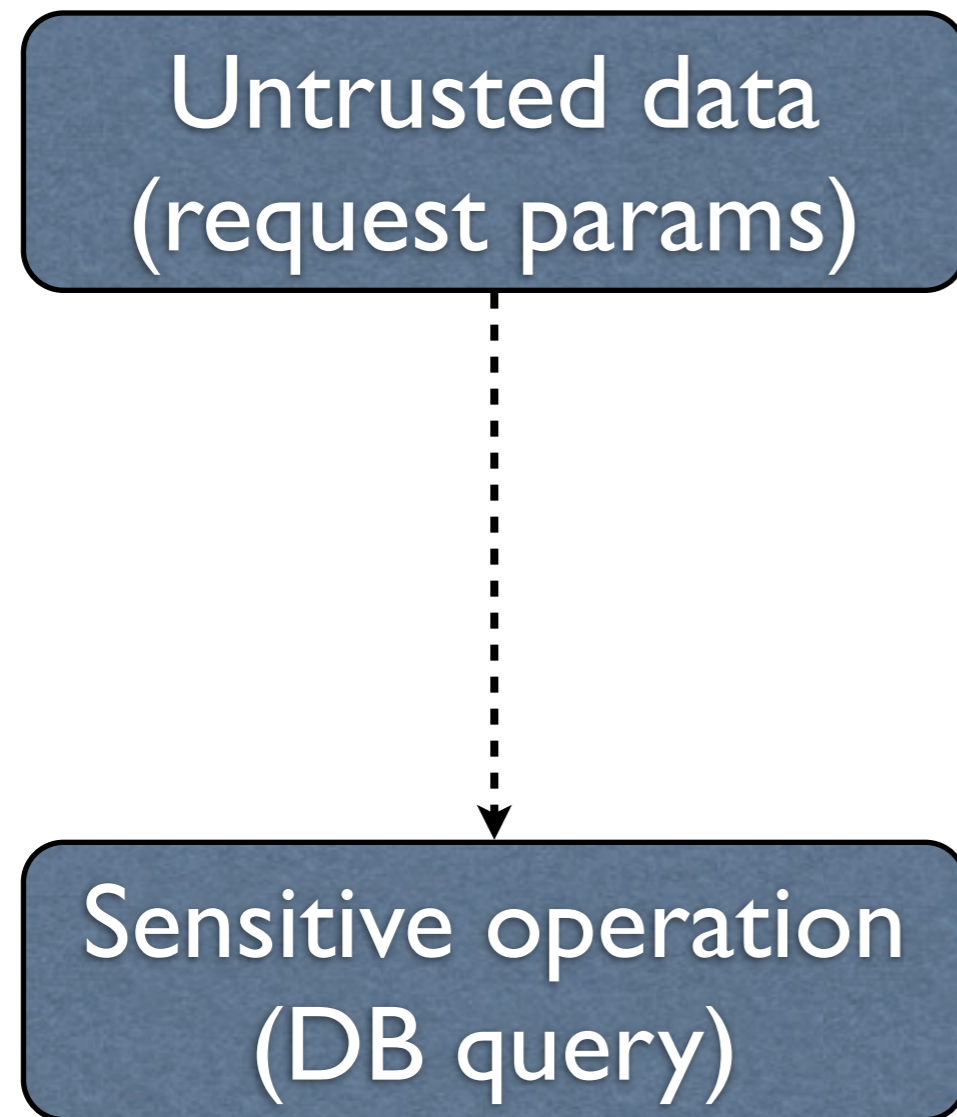 Untrusted data
(request params)
Sensitive operation
(DB query)